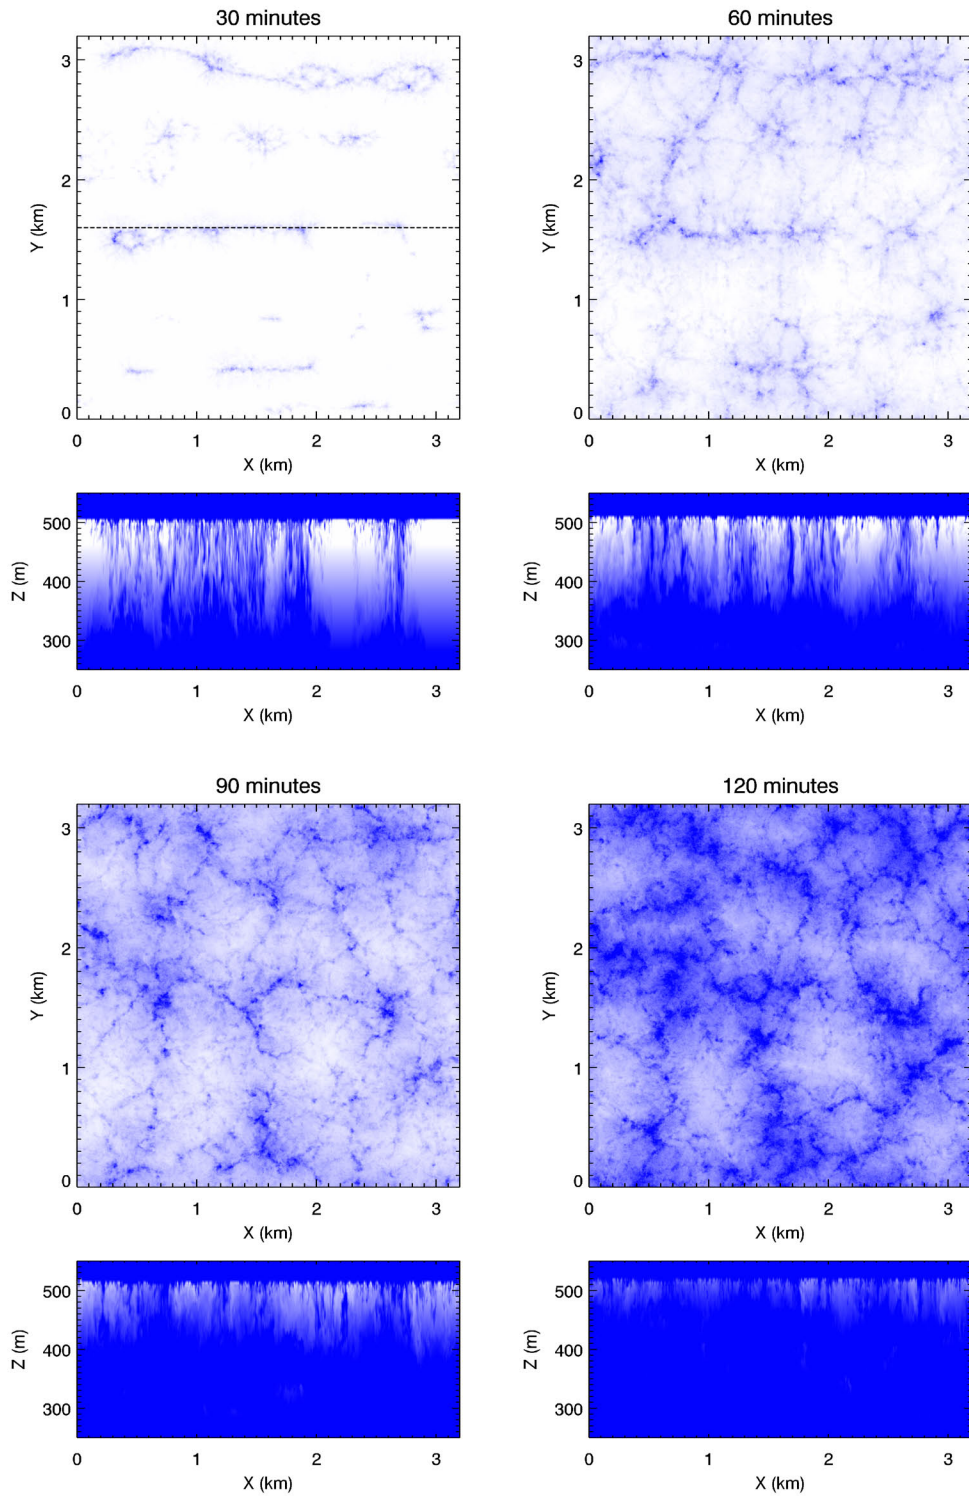 30 minutes
60 minutes
3
2
1
0
Y (km)
0 1 2 3
X (km)
3
2
1
0
Y (km)
0 1 2 3
X (km)
500
400
300
Z (m)
0 1 2 3
X (km)
500
400
300
Z (m)
0 1 2 3
X (km)
90 minutes
120 minutes
3
2
1
0
Y (km)
0 1 2 3
X (km)
3
2
1
0
Y (km)
0 1 2 3
X (km)
500
400
300
Z (m)
0 1 2 3
X (km)
500
400
300
Z (m)
0 1 2 3
X (km)